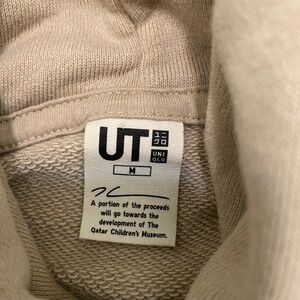 UT
ユニ
クロ
UNI
QLO
M
A portion of the proceeds
will go towards the
development of The
Qatar Children's Museum.